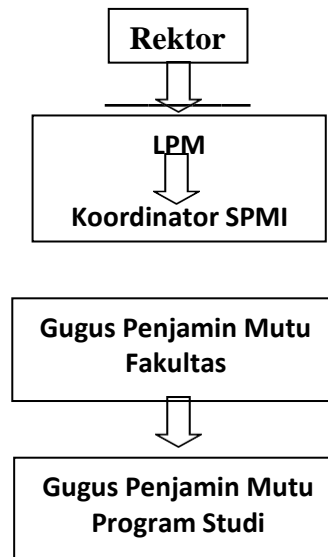 Rektor
LPM
Koordinator SPMI
Gugus Penjamin Mutu
Fakultas
Gugus Penjamin Mutu
Program Studi